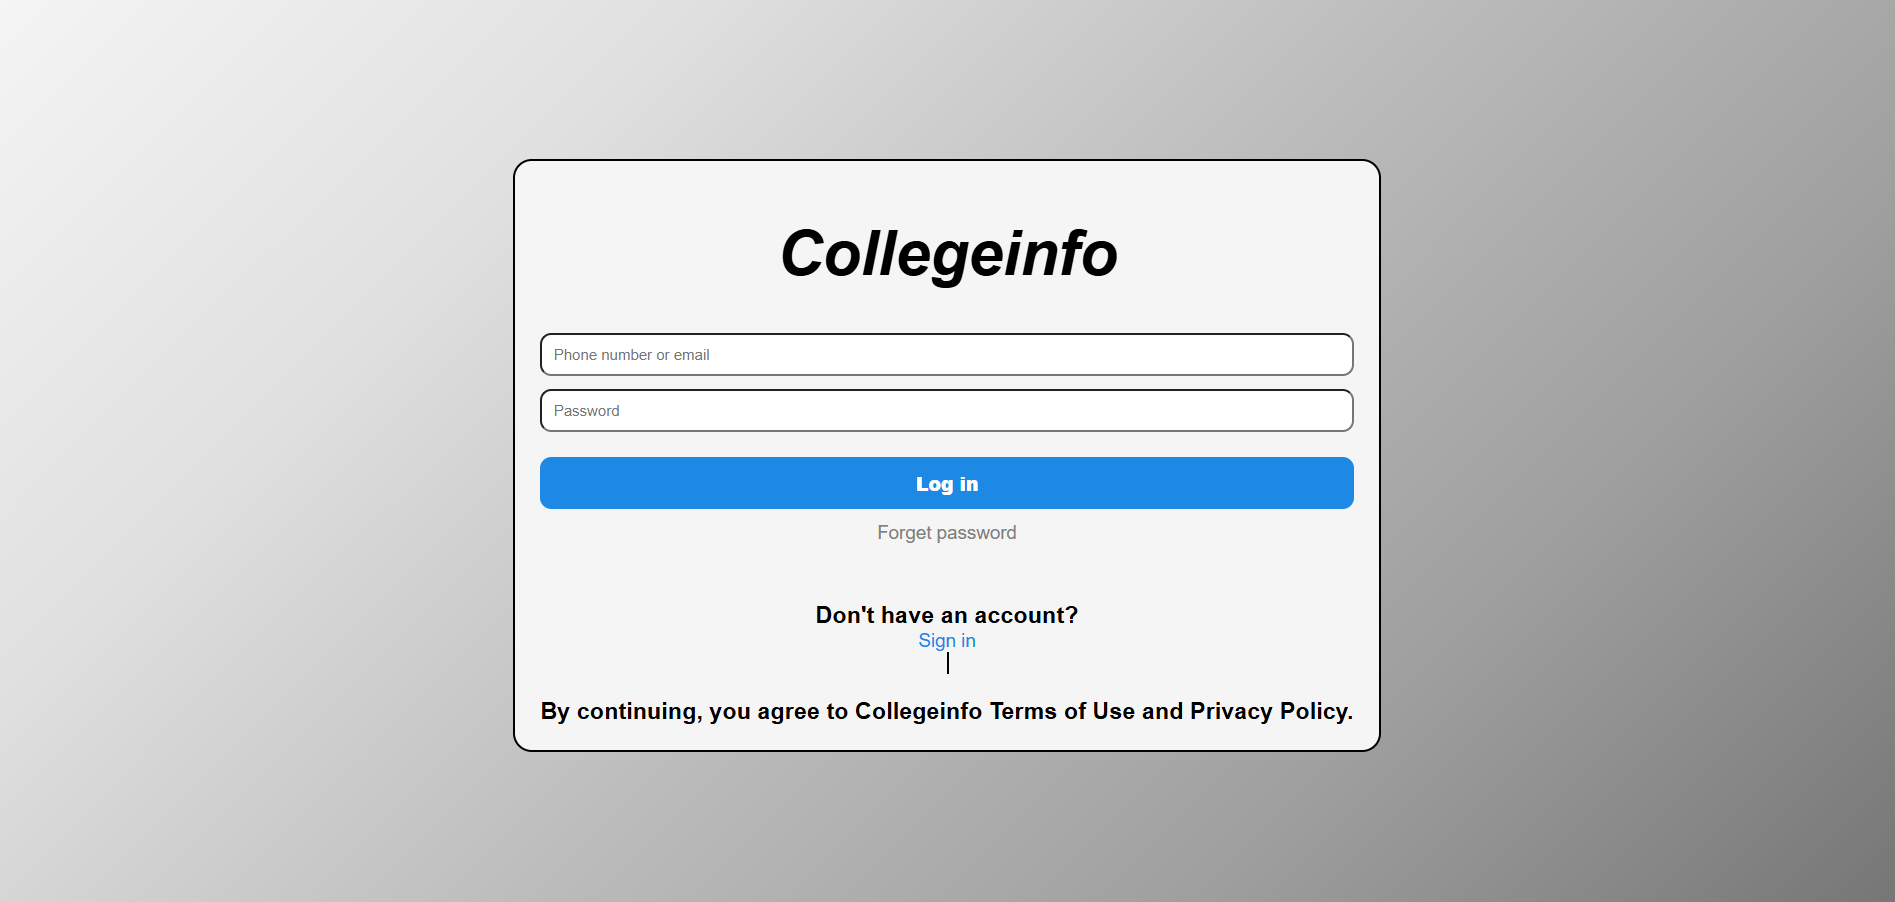 Collegeinfo
Phone number or email
Password
Log in
Forget password
Don't have an account?
Sign in
|
By continuing, you agree to Collegeinfo Terms of Use and Privacy Policy.